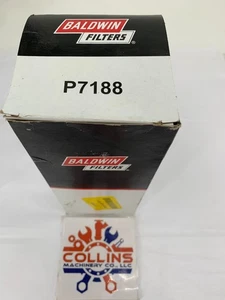 BALDWIN
FILTERS
P7188
BALDWIN
FILTERS
COLLINS
MACHINERY CO., LLC